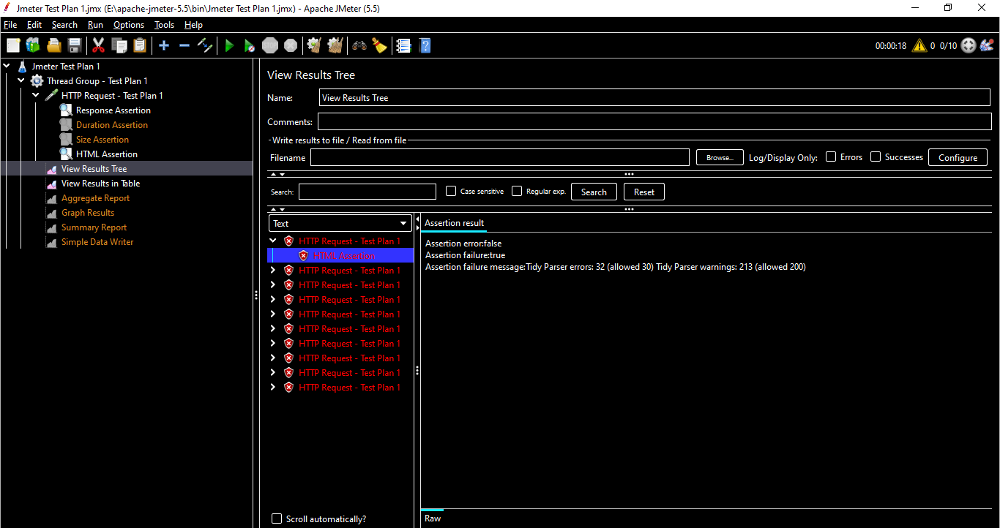 Jmeter Test Plan 1.jmx (E:\apache-jmeter-5.5\bin\Jmeter Test Plan 1.jmx) - Apache JMeter (5.5)
File Edit Search Run Options Tools Help
00:00:18 0 0/10
Jmeter Test Plan 1
Thread Group - Test Plan 1
HTTP Request - Test Plan 1
Response Assertion
Duration Assertion
Size Assertion
HTML Assertion
View Results Tree
View Results in Table
Aggregate Report
Graph Results
Summary Report
Simple Data Writer
View Results Tree
Name: View Results Tree
Comments:
Write results to file / Read from file
Filename Browse... Log/Display Only: Errors Successes Configure
Search: Case sensitive Regular exp. Search Reset
Text
HTTP Request - Test Plan 1
HTML Assertion
HTTP Request - Test Plan 1
HTTP Request - Test Plan 1
HTTP Request - Test Plan 1
HTTP Request - Test Plan 1
HTTP Request - Test Plan 1
HTTP Request - Test Plan 1
HTTP Request - Test Plan 1
HTTP Request - Test Plan 1
HTTP Request - Test Plan 1
Scroll automatically?
Assertion result
Assertion error:false
Assertion failure:true
Assertion failure message:Tidy Parser errors: 32 (allowed 30) Tidy Parser warnings: 213 (allowed 200)
Raw